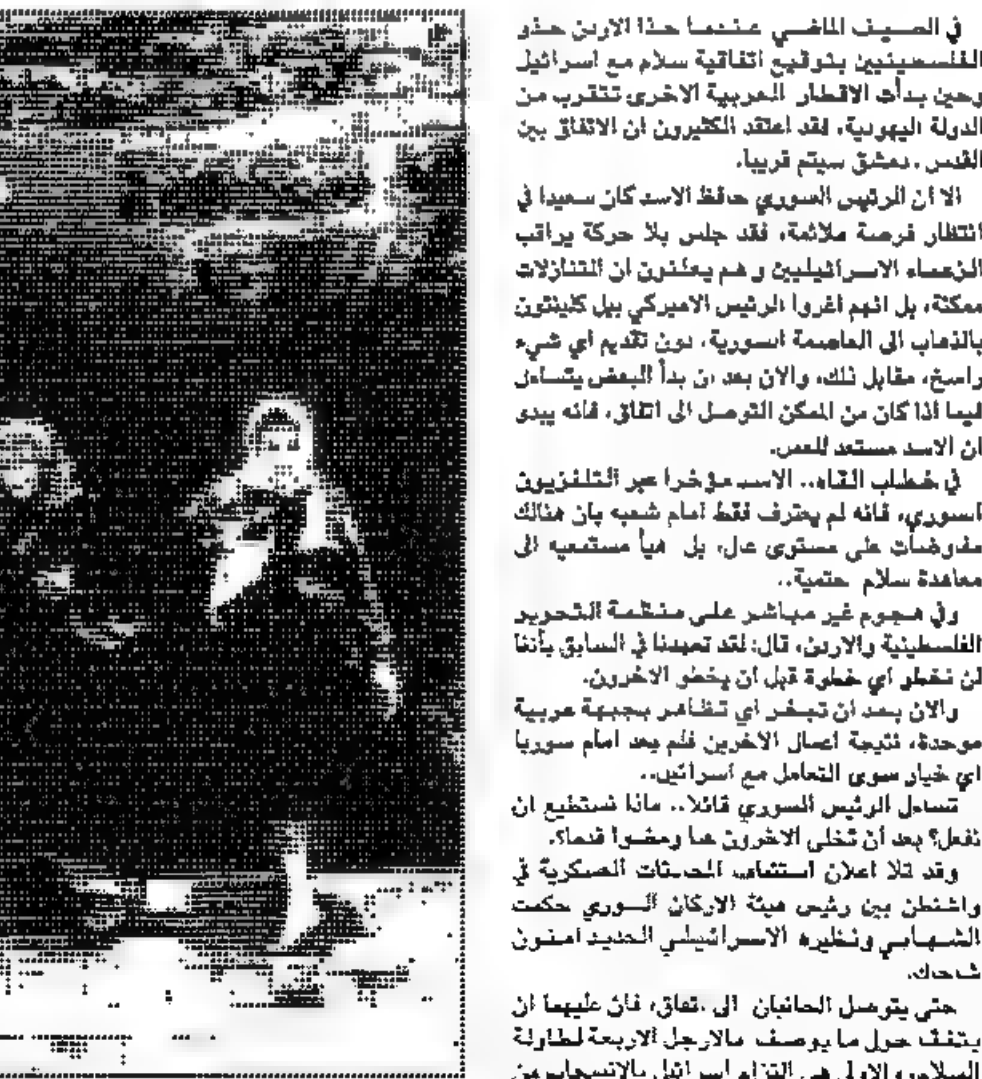 في الصيف الماضي عندما حذا الاردن حذو
الفلسطينيين بتوقيع اتفاقية سلام مع اسرائيل
وحين بدأت الاقطار العربية الاخرى تتقرب من
الدولة اليهودية، فقد اعتقد الكثيرون ان الاتفاق بين
القدس . دمشق سيتم قريبا.
الا ان الرئيس السوري حافظ الاسد كان سعيدا في
انتظار فرصة ملائمة، فقد جلس بلا حركة يراقب
الزعماء الاسرائيليين و هم يعلنون ان التنازلات
ممكنة، بل انهم اغروا الرئيس الاميركي بيل كلينتون
بالذهاب الى العاصمة السورية، دون تقديم اي شيء
راسخ، مقابل ذلك، والان بعد ان بدأ البعض يتساءل
فيما اذا كان من الممكن التوصل الى اتفاق، فانه يبدو
ان الاسد مستعد للعمل.
في خطاب القاه.. الاسد مؤخرا عبر التلفزيون
السوري، فانه لم يعترف فقط امام شعبه بان هنالك
مفاوضات على مستوى عال، بل هيأ مستمعيه الى
معاهدة سلام حتمية..
وفي هجوم غير مباشر على منظمة التحرير
الفلسطينية والاردن، قال: لقد تعهدنا في السابق بأننا
لن نخطو اي خطوة قبل ان يخطو الاخرون.
والان بعد ان تبخر اي تظاهر بجبهة عربية
موحدة، نتيجة اعمال الاخرين فلم يعد امام سوريا
اي خيار سوى التعامل مع اسرائيل..
تساءل الرئيس السوري قائلا.. ماذا نستطيع ان
نفعل؟ بعد أن تخلى الاخرون عنا ومشوا قدما؟.
وقد تلا اعلان استئناف المحادثات العسكرية في
واشنطن بين رئيس هيئة الاركان السوري حكمت
الشهابي ونظيره الاسرائيلي الجديد امنون
شاحاك.
حتى يتوصل الجانبان الى اتفاق، فان عليهما ان
يتفقا حول ما يوصف بالارجل الاربعة لطاولة
السلام، والاولى هي التزام اسرائيل بالانسحاب من